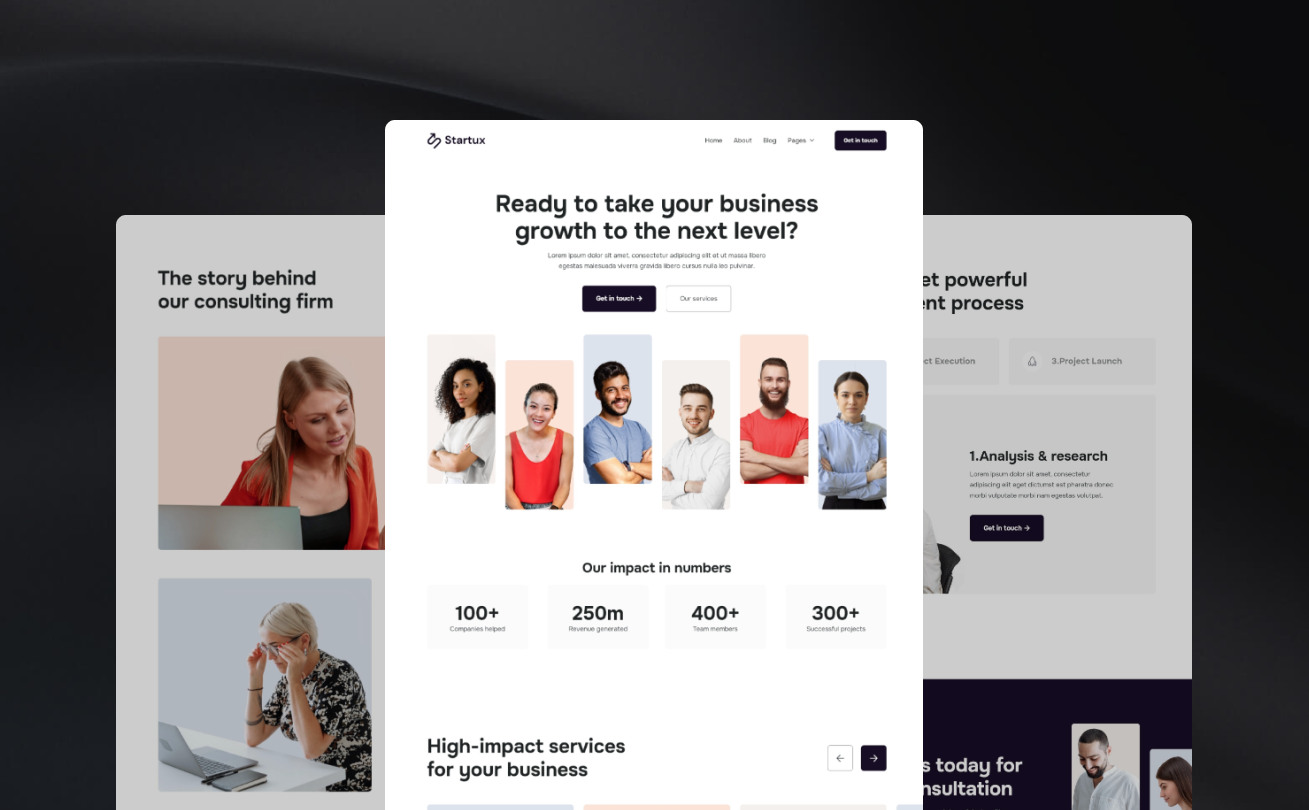 Startux
Home About Blog Pages
Get in touch
Ready to take your business
growth to the next level?
Lorem ipsum dolor sit amet, consectetur adipiscing elit et ut massa libero
egestas malesuada viverra gravida libero cursus nulla leo pulvinar.
Get in touch →
Our services
Our impact in numbers
100+
Companies helped
250m
Revenue generated
400+
Team members
300+
Successful projects
High-impact services
for your business
The story behind
our consulting firm
powerful
process
Execution
3.Project Launch
1.Analysis & research
Lorem ipsum dolor sit amet, consectetur
adipiscing elit eget dictumst est pharetra donec
morbi vulputate morbi nam egestas volutpat.
Get in touch →
today for